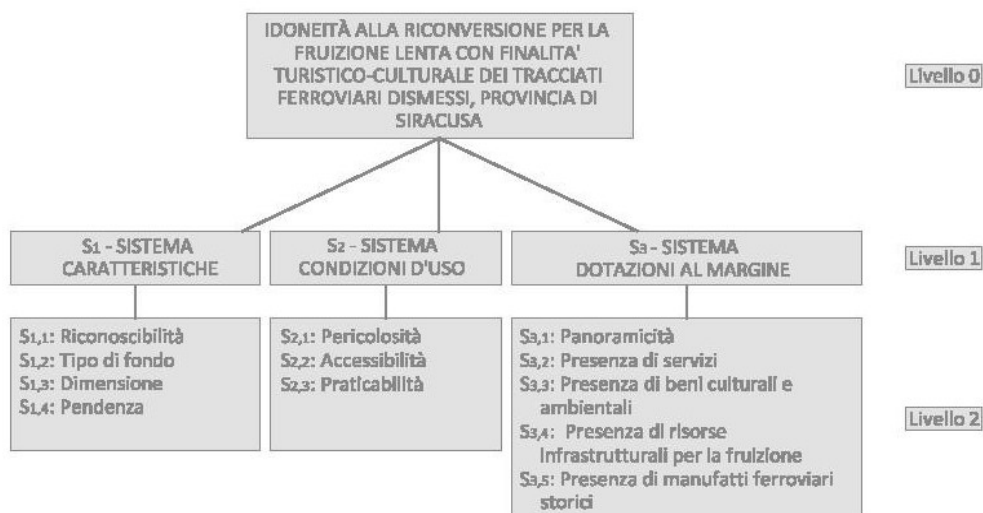 IDONEITÀ ALLA RICONVERSIONE PER LA
FRUIZIONE LENTA CON FINALITA'
TURISTICO-CULTURALE DEI TRACCIATI
FERROVIARI DISMESSI, PROVINCIA DI
SIRACUSA
Livello 0
S1 - SISTEMA
CARATTERISTICHE
S2 - SISTEMA
CONDIZIONI D'USO
S3 - SISTEMA
DOTAZIONI AL MARGINE
Livello 1
S1,1: Riconoscibilità
S1,2: Tipo di fondo
S1,3: Dimensione
S1,4: Pendenza
S2,1: Pericolosità
S2,2: Accessibilità
S2,3: Praticabilità
S3,1: Panoramicità
S3,2: Presenza di servizi
S3,3: Presenza di beni culturali e
ambientali
S3,4: Presenza di risorse
infrastrutturali per la fruizione
S3,5: Presenza di manufatti ferroviari
storici
Livello 2